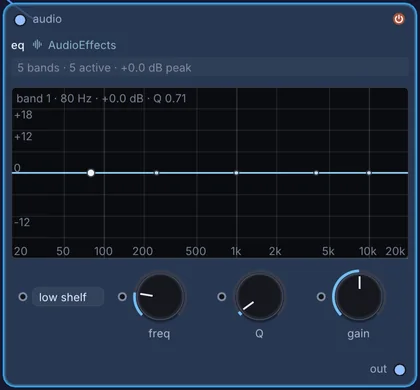 audio
eq AudioEffects
5 bands · 5 active · +0.0 dB peak
band 1 · 80 Hz · +0.0 dB · Q 0.71
+18
+12
0
-12
20 50 100 200 500 1k 2k 5k 10k 20k
low shelf
freq Q gain
out